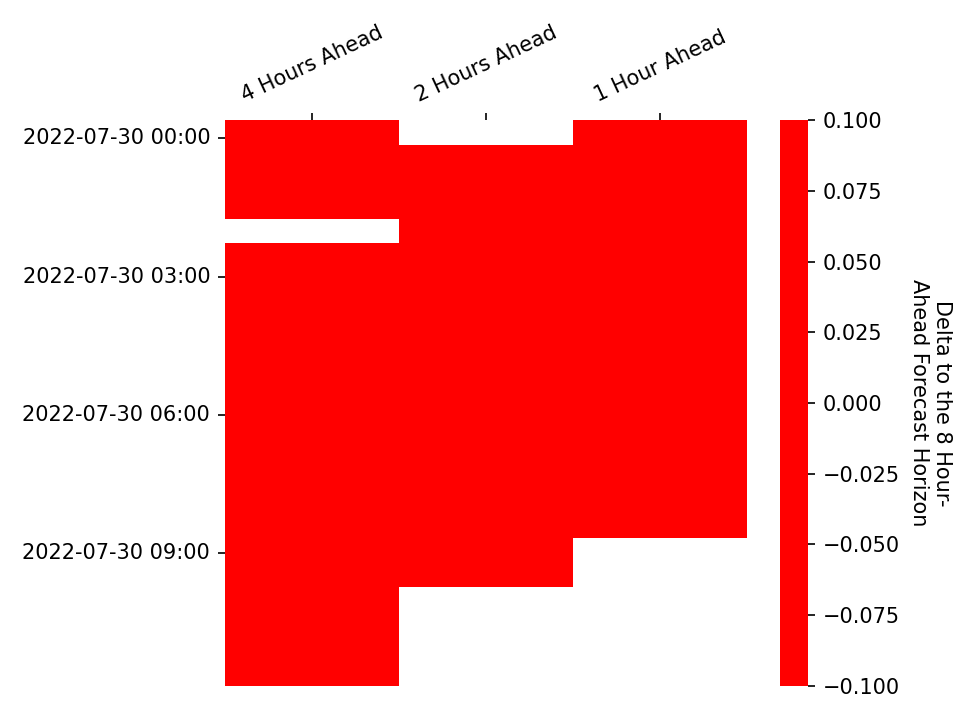 4 Hours Ahead
2 Hours Ahead
1 Hour Ahead
2022-07-30 00:00
2022-07-30 03:00
2022-07-30 06:00
2022-07-30 09:00
0.100
0.075
0.050
0.025
0.000
−0.025
−0.050
−0.075
−0.100
Delta to the 8 Hour-
Ahead Forecast Horizon